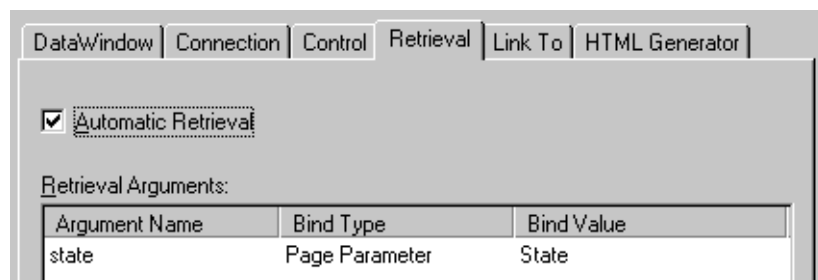 DataWindow Connection Control Retrieval Link To HTML Generator
Automatic Retrieval
Retrieval Arguments:
Argument Name Bind Type Bind Value
state Page Parameter State